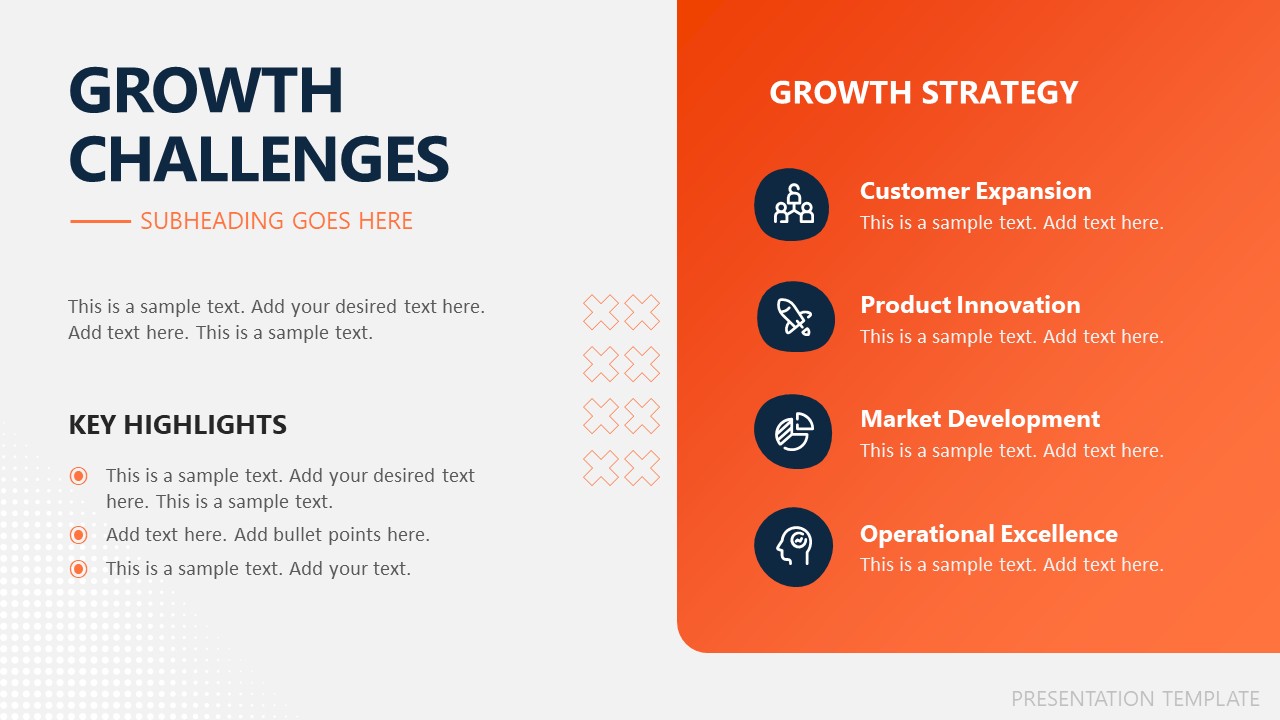 GROWTH
CHALLENGES
SUBHEADING GOES HERE
This is a sample text. Add your desired text here.
Add text here. This is a sample text.
KEY HIGHLIGHTS
This is a sample text. Add your desired text
here. This is a sample text.
Add text here. Add bullet points here.
This is a sample text. Add your text.
GROWTH STRATEGY
Customer Expansion
This is a sample text. Add text here.
Product Innovation
This is a sample text. Add text here.
Market Development
This is a sample text. Add text here.
Operational Excellence
This is a sample text. Add text here.
PRESENTATION TEMPLATE